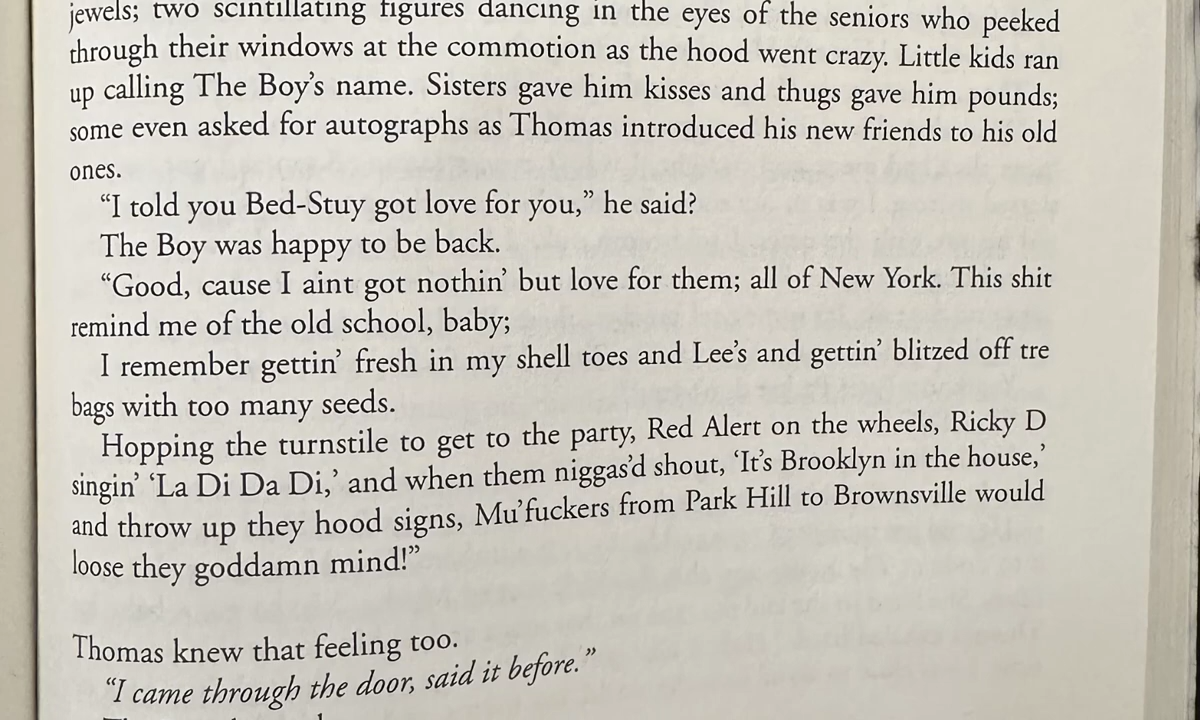 jewels; two scintillating figures dancing in the eyes of the seniors who peeked
through their windows at the commotion as the hood went crazy. Little kids ran
up calling The Boy’s name. Sisters gave him kisses and thugs gave him pounds;
some even asked for autographs as Thomas introduced his new friends to his old
ones.
“I told you Bed-Stuy got love for you,” he said?
The Boy was happy to be back.
“Good, cause I aint got nothin’ but love for them; all of New York. This shit
remind me of the old school, baby;
I remember gettin’ fresh in my shell toes and Lee’s and gettin’ blitzed off tre
bags with too many seeds.
Hopping the turnstile to get to the party, Red Alert on the wheels, Ricky D
singin’ ‘La Di Da Di,’ and when them niggas’d shout, ‘It’s Brooklyn in the house,’
and throw up they hood signs, Mu’fuckers from Park Hill to Brownsville would
loose they goddamn mind!”
Thomas knew that feeling too.
“I came through the door, said it before.”